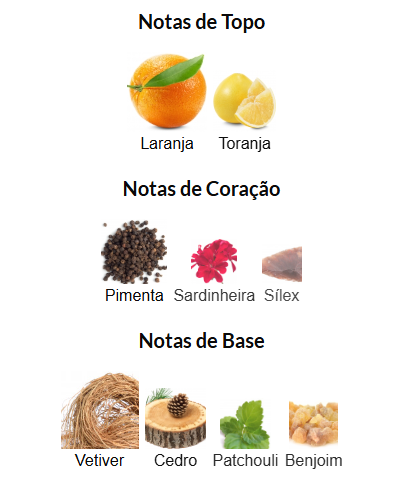 Notas de Topo
Laranja Toranja
Notas de Coração
Pimenta Sardinheira Sílex
Notas de Base
Vetiver Cedro Patchouli Benjoim